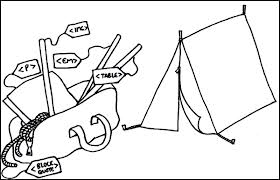 <IMG>
<P>
<EM>
<TABLE>
<BLOCK
QUOTE>